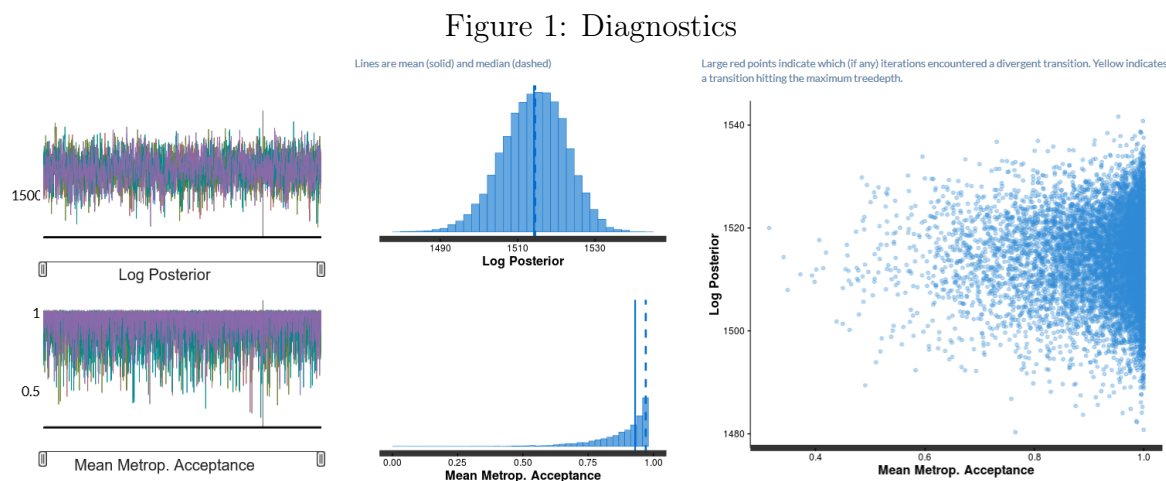 Figure 1: Diagnostics
Lines are mean (solid) and median (dashed)
Large red points indicate which (if any) iterations encountered a divergent transition. Yellow indicates
a transition hitting the maximum treedepth.
1500
Log Posterior
1
0.5
Mean Metrop. Acceptance
1490 1510 1530
Log Posterior
0.00 0.25 0.50 0.75 1.00
Mean Metrop. Acceptance
Log Posterior
1540
1520
1500
1480
0.4 0.6 0.8 1.0
Mean Metrop. Acceptance